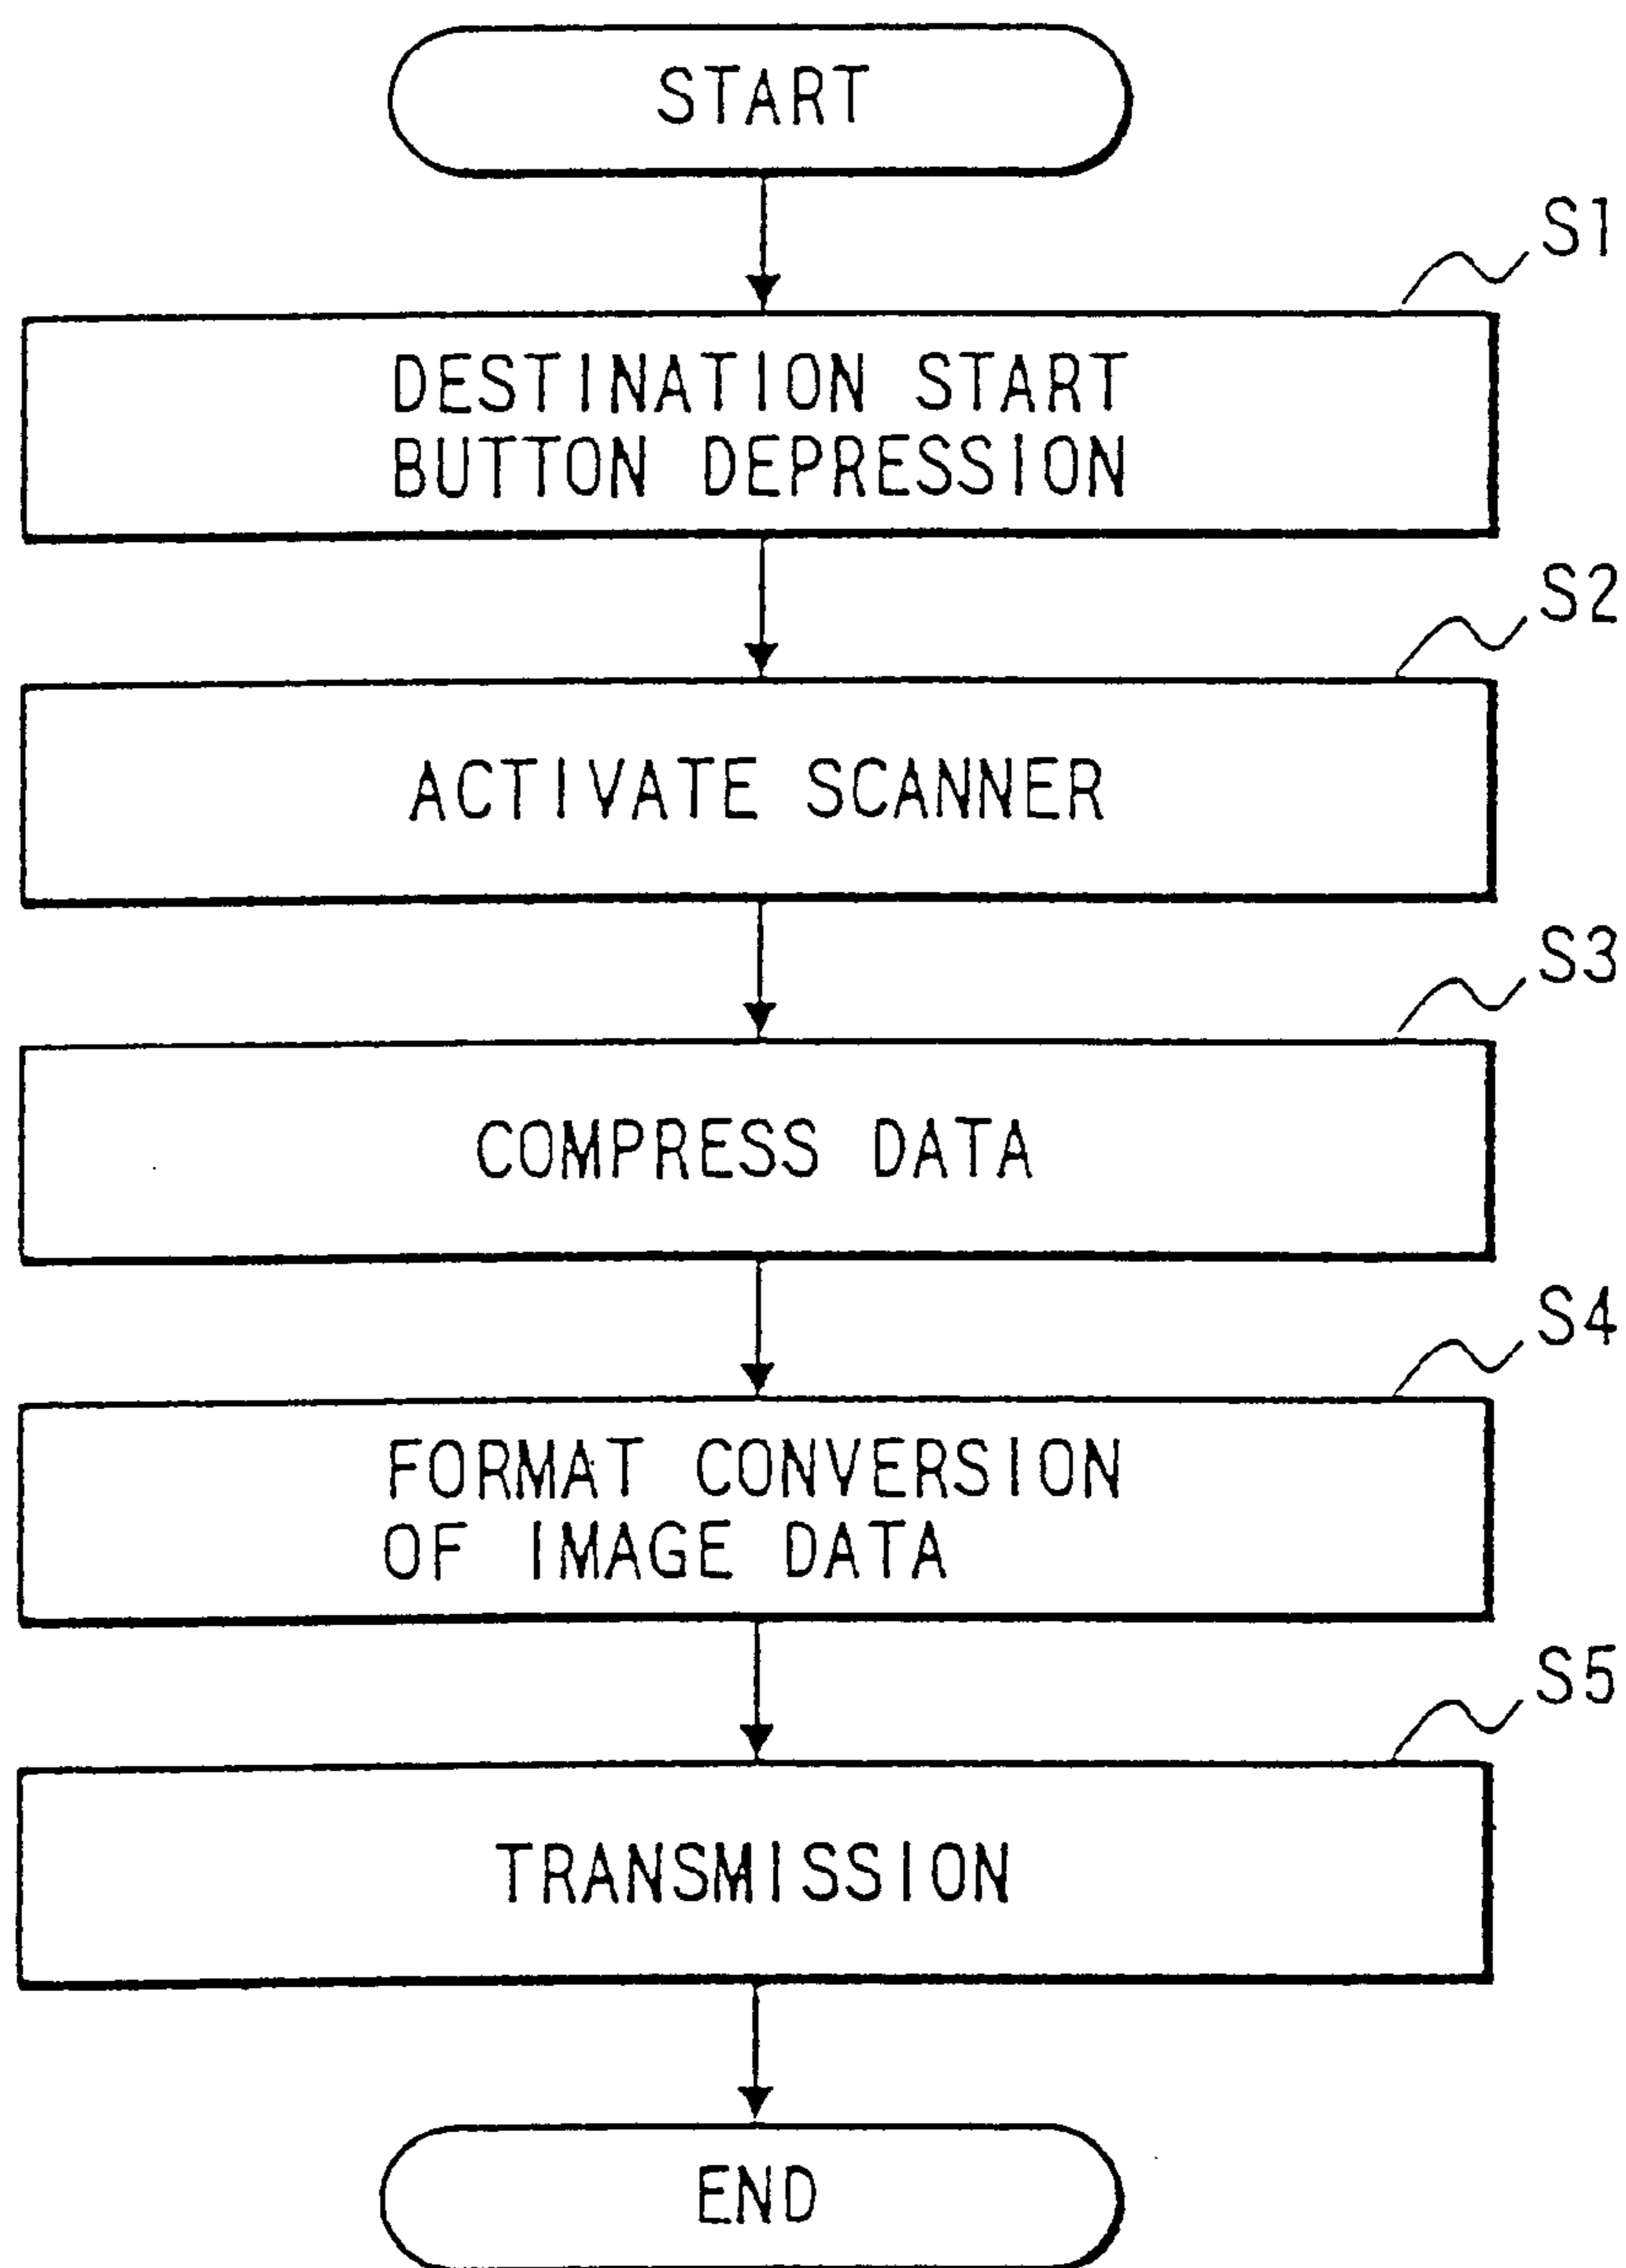 START
S1
DESTINATION START
BUTTON DEPRESSION
S2
ACTIVATE SCANNER
S3
COMPRESS DATA
S4
FORMAT CONVERSION
OF IMAGE DATA
S5
TRANSMISSION
END